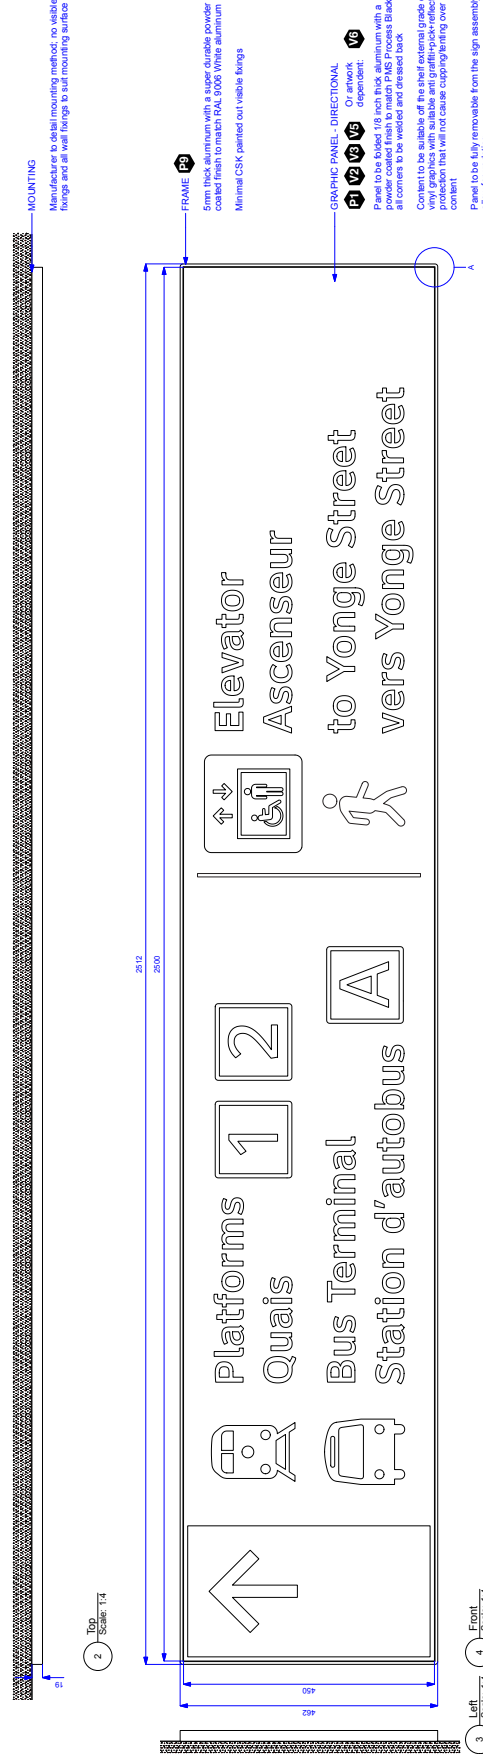 MOUNTING
Manufacturer to detail mounting method; no visible
fixings and all wall fixings to suit mounting surface
19
2
Top
Scale: 1:4
2512
2500
FRAME P9
5mm thick aluminum with a super durable powder
coated finish to match RAL 9006 White aluminum
Minimal CSK painted out visible fixings
GRAPHIC PANEL - DIRECTIONAL
P1 V2 V3 V5 Or artwork dependent: V6
Panel to be folded 1/8 inch thick aluminum with a
powder coated finish to match PMS Process Black
all corners to be welded and dressed back
Content to be suitable off the shelf external grade
vinyl graphics with suitable anti graffiti+pick+reflect
protection that will not cause cupping/tenting over
content
Panel to be fully removable from the sign assembly
A
450
462
Platforms 1 2
Quais
Bus Terminal A
Station d'autobus
Elevator
Ascenseur
to Yonge Street
vers Yonge Street
3
Left
4
Front